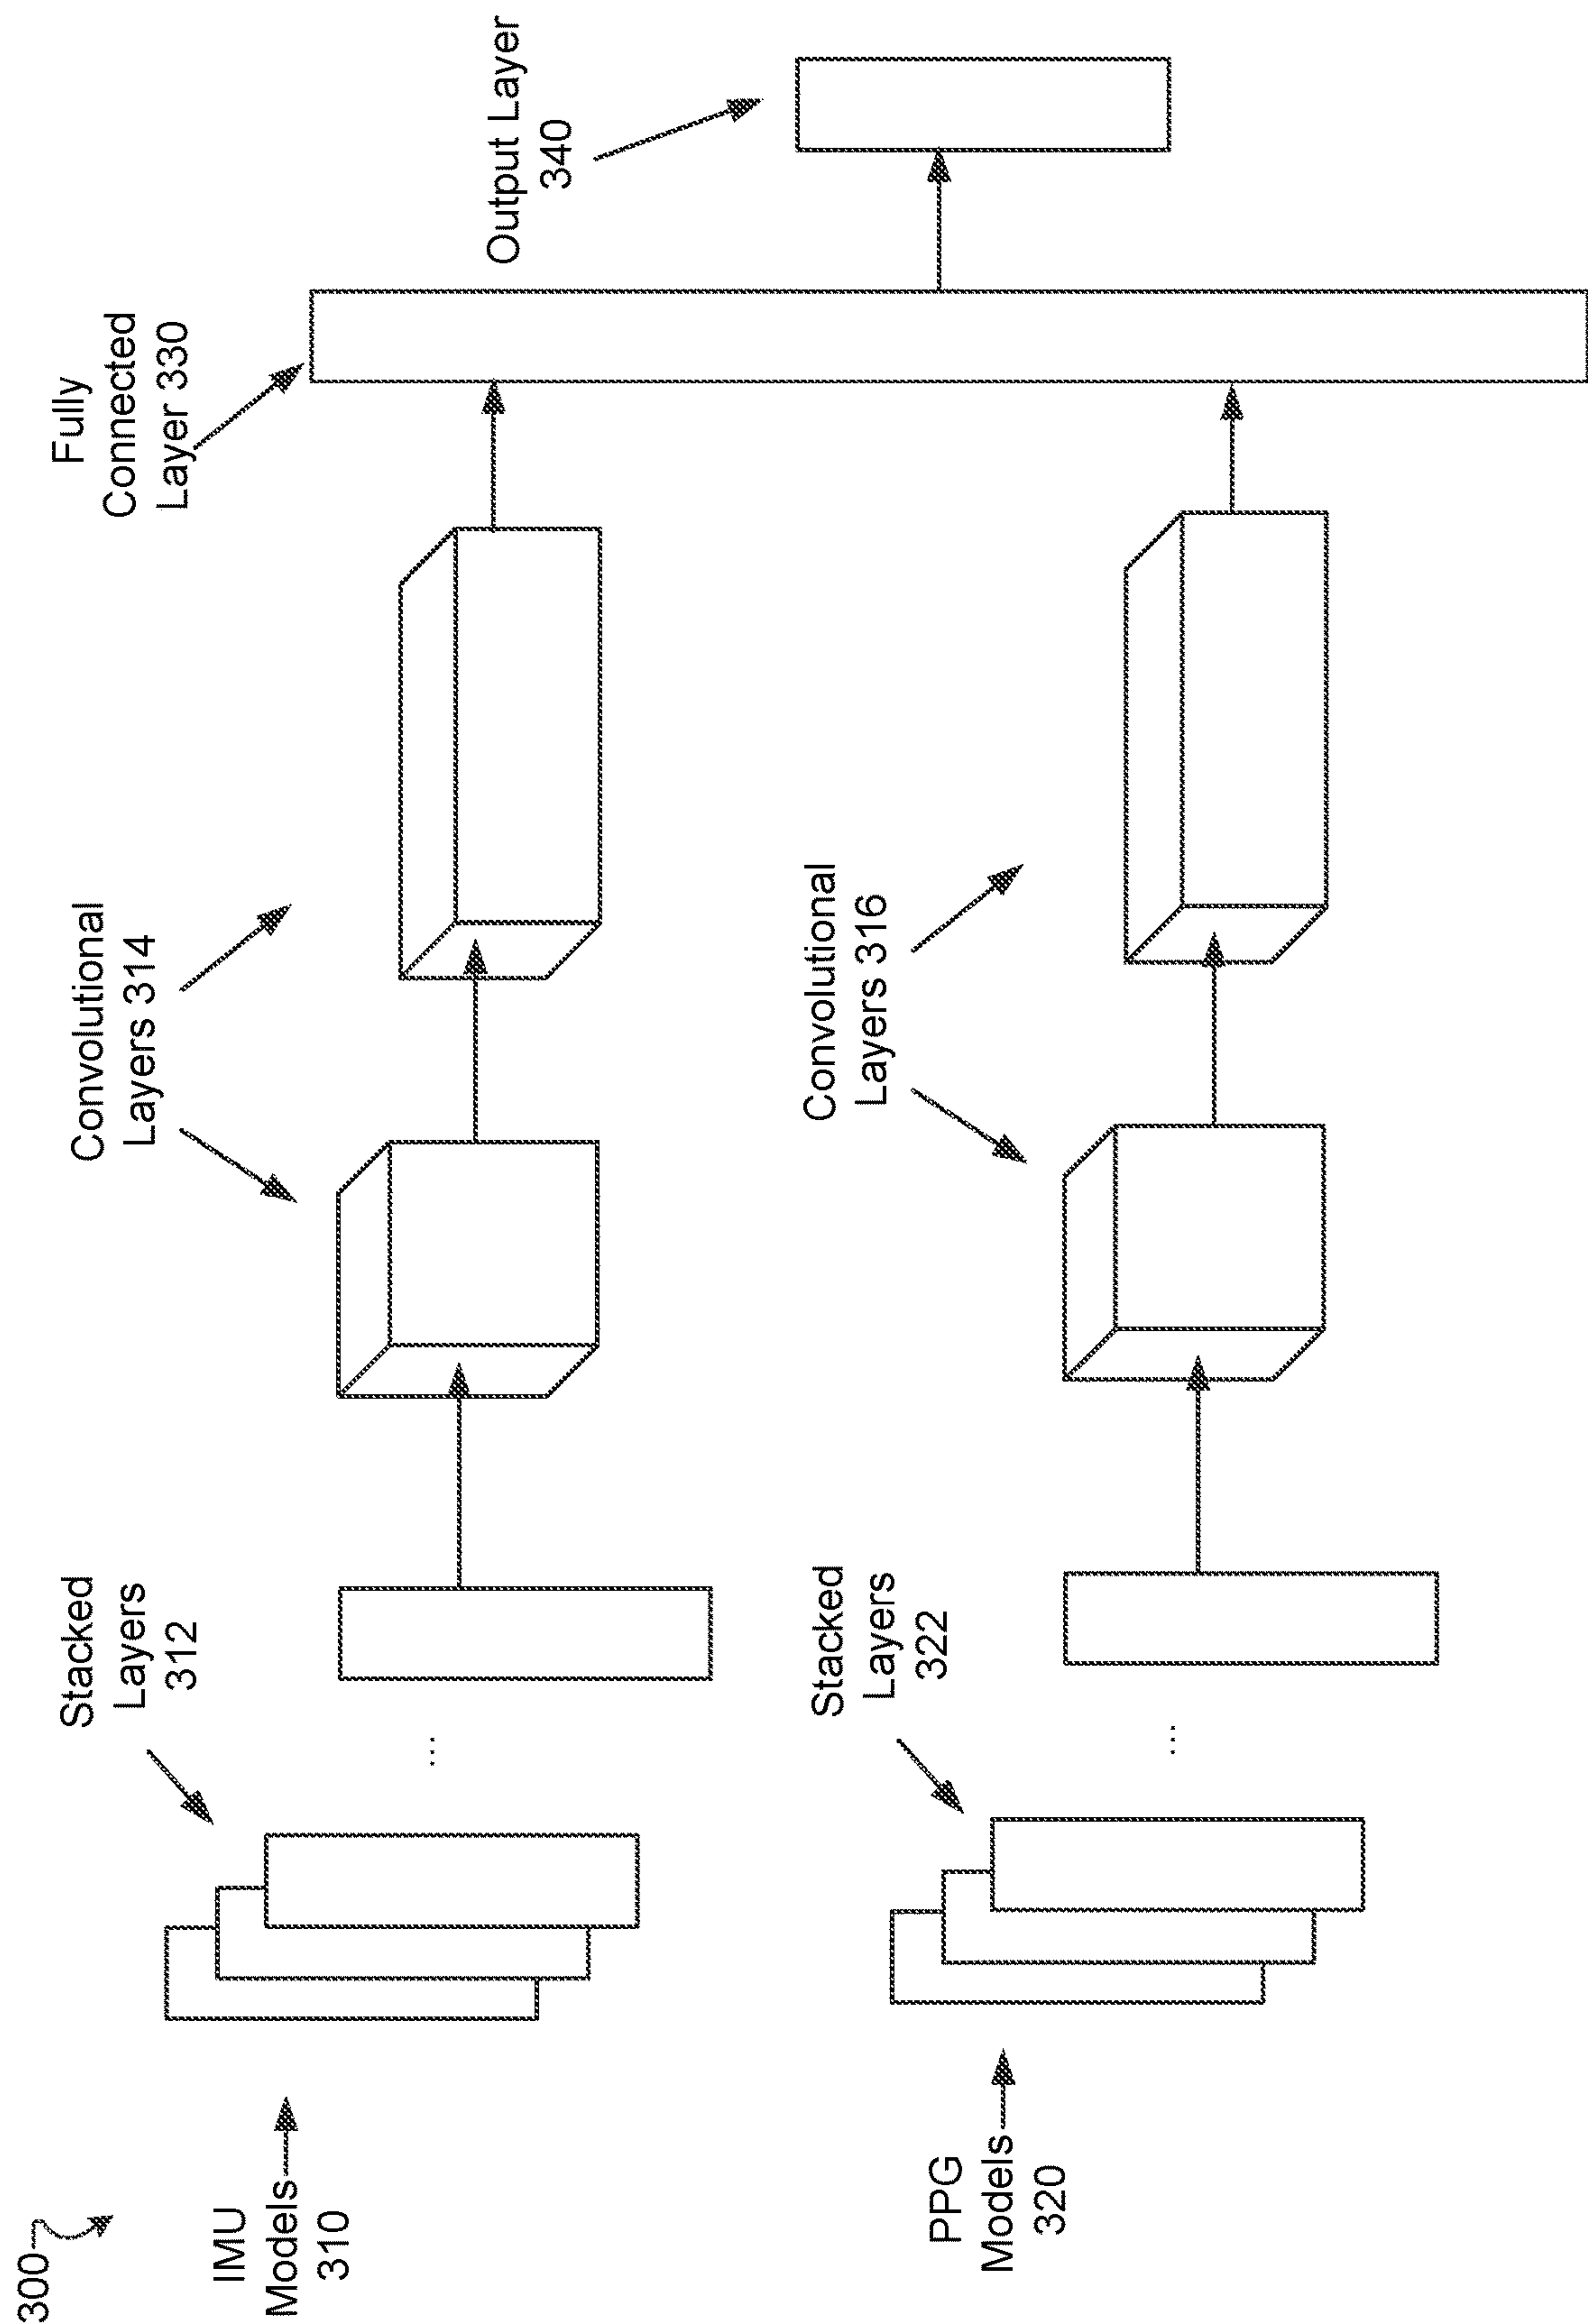 300
IMU
Models
310
Stacked
Layers
312
Convolutional
Layers 314
Fully
Connected
Layer 330
Output Layer
340
PPG
Models
320
Stacked
Layers
322
Convolutional
Layers 316
...
...